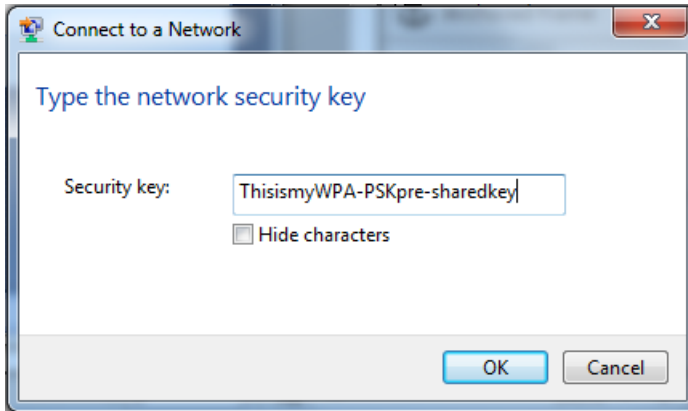 Connect to a Network
Type the network security key
Security key: ThisismyWPA-PSKpre-sharedkey
Hide characters
OK Cancel